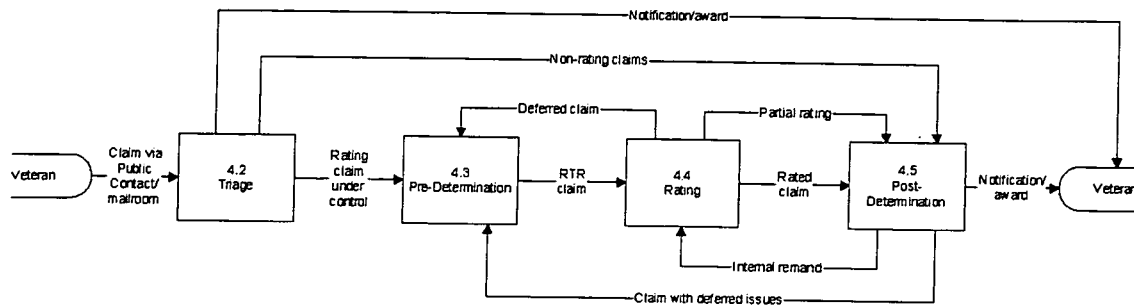 Notification/award
Non-rating claims
Deferred claim
Partial rating
Veteran
Claim via
Public
Contact/
mailroom
4.2
Triage
Rating
claim
under
control
4.3
Pre-Determination
RTR
claim
4.4
Rating
Rated
claim
4.5
Post-
Determination
Notification/
award
Veteran
Internal remand
Claim with deferred issues